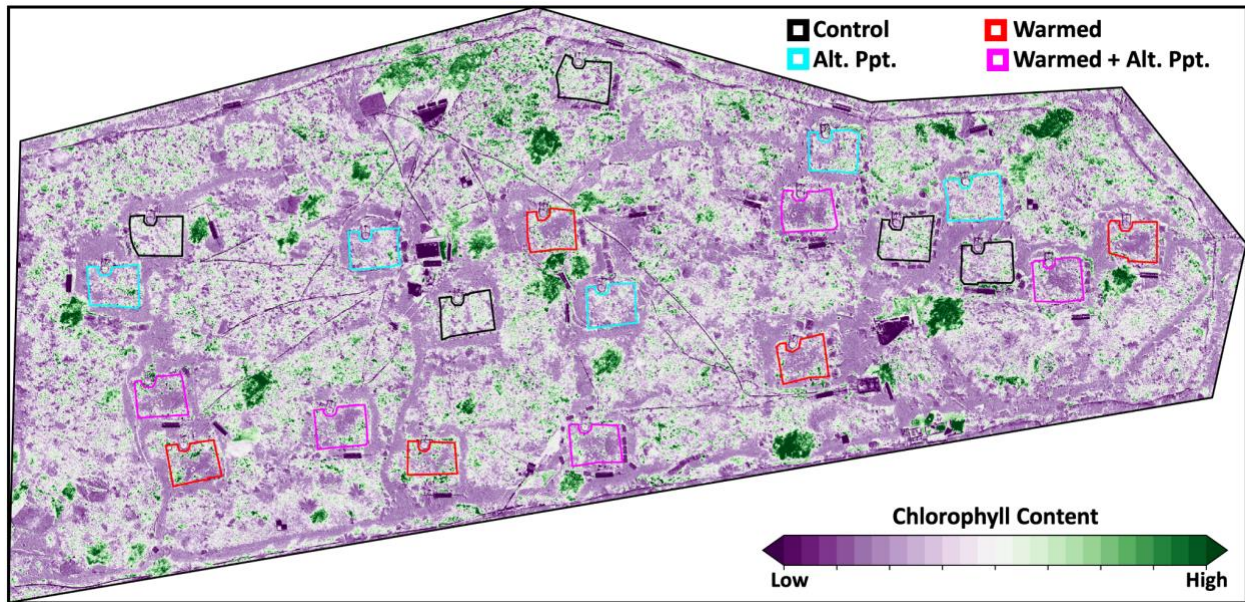 Control Warmed
Alt. Ppt. Warmed + Alt. Ppt.
Chlorophyll Content
Low High